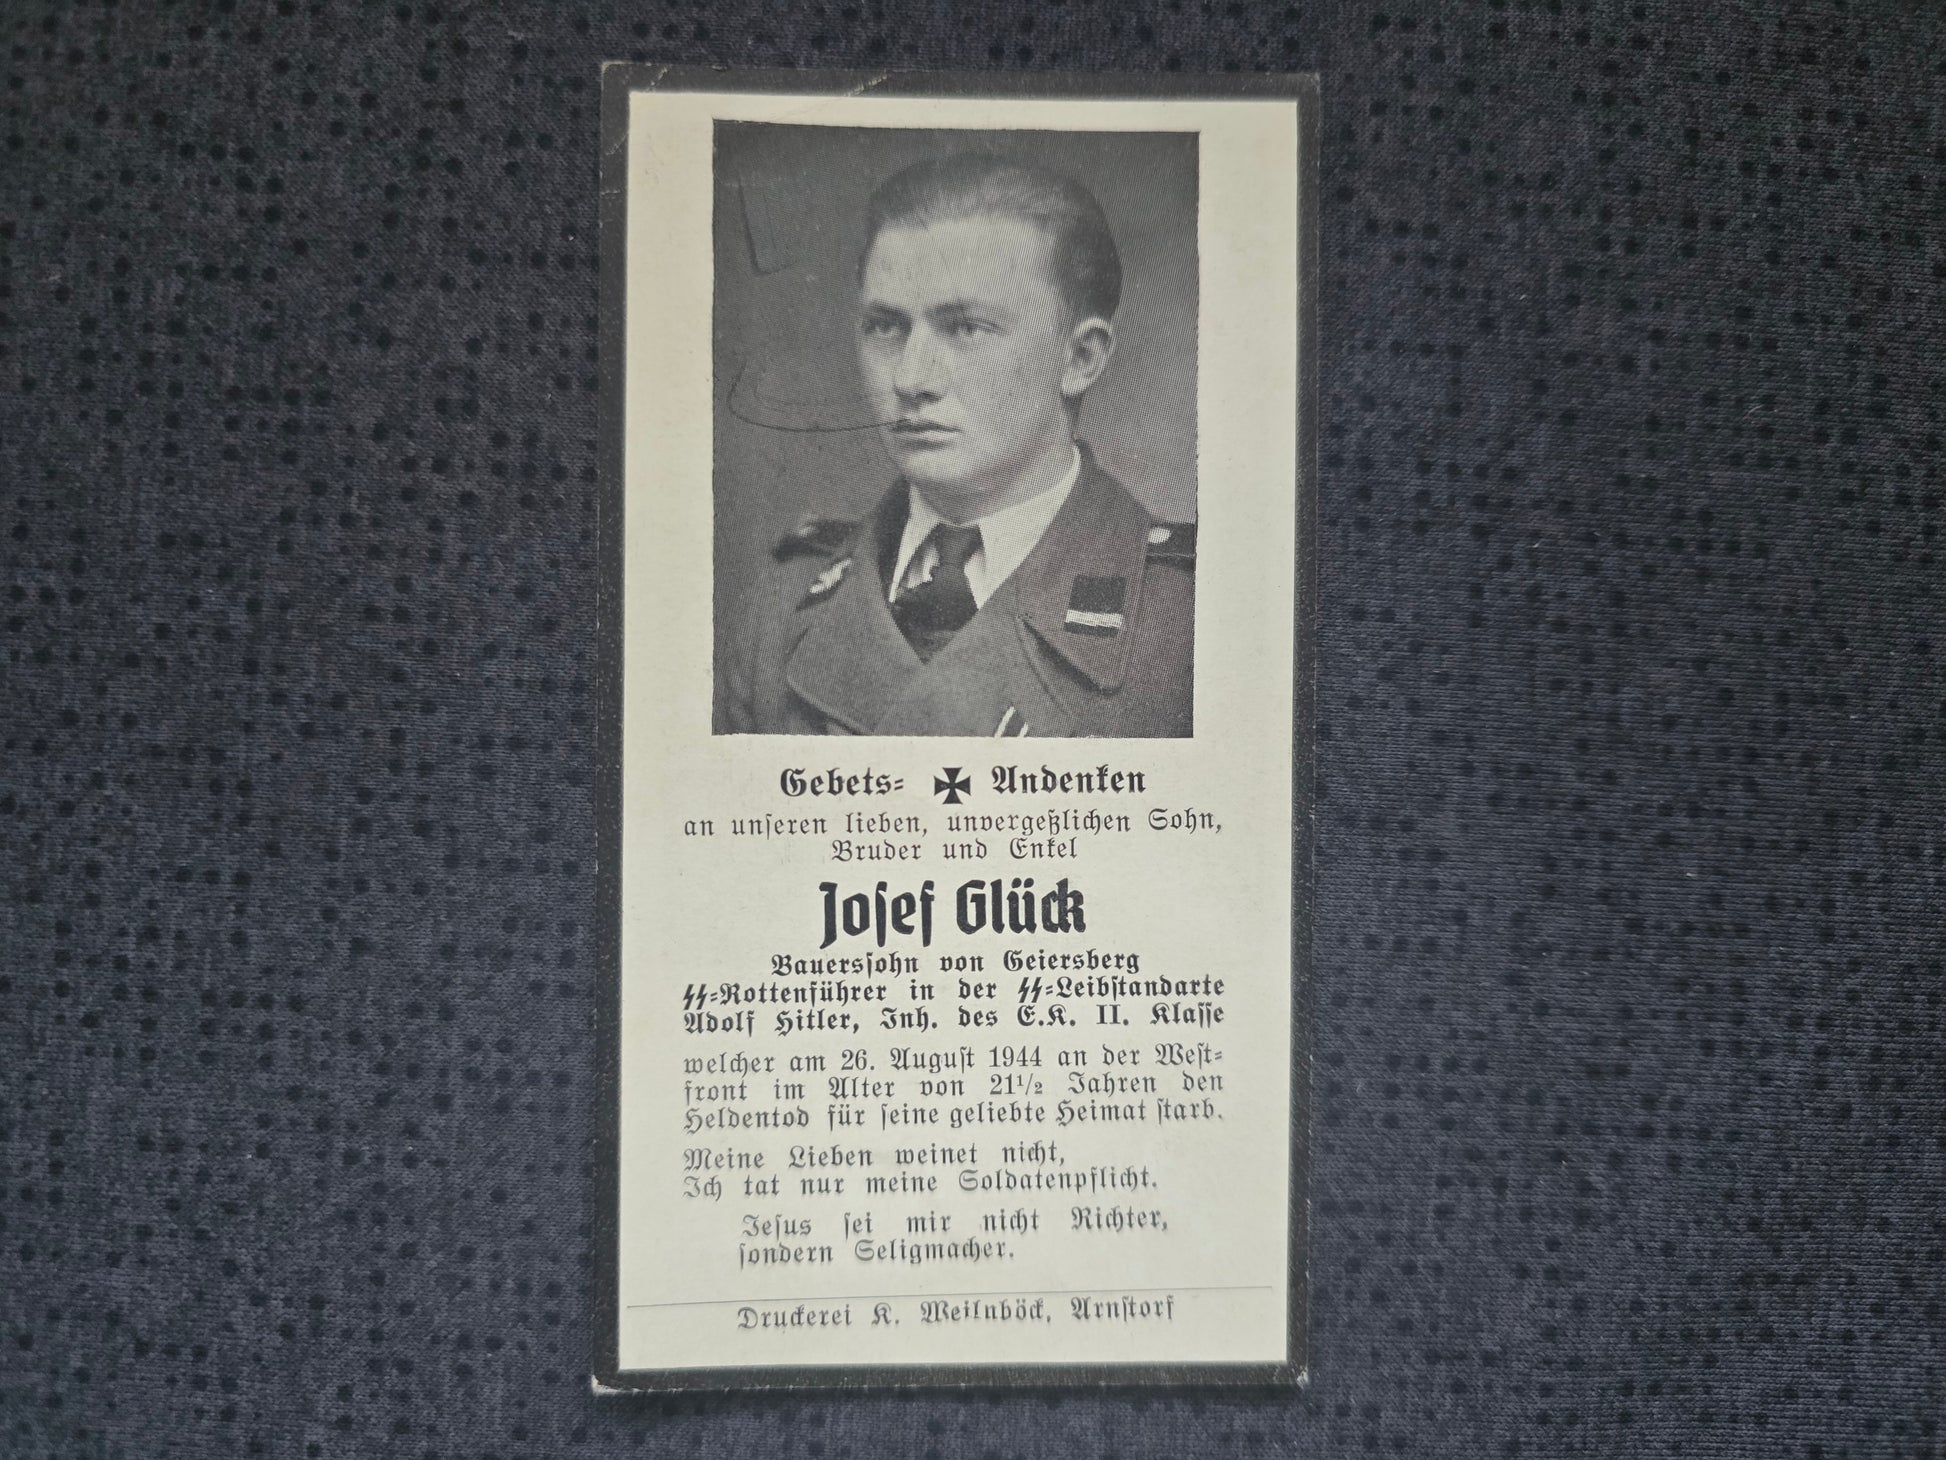 Gebets= Andenken
an unseren lieben, unvergeßlichen Sohn,
Bruder und Enkel
Josef Glück
Bauerssohn von Geiersberg
SS=Rottenführer in der SS=Leibstandarte
Adolf Hitler, Inh. des E.K. II. Klasse
welcher am 26. August 1944 an der West=
front im Alter von 21½ Jahren den
Heldentod für seine geliebte Heimat starb.
Meine Lieben weinet nicht,
Ich tat nur meine Soldatenpflicht.
Jesus sei mir nicht Richter,
sondern Seligmacher.
Druckerei K. Weilnböck, Arnstorf